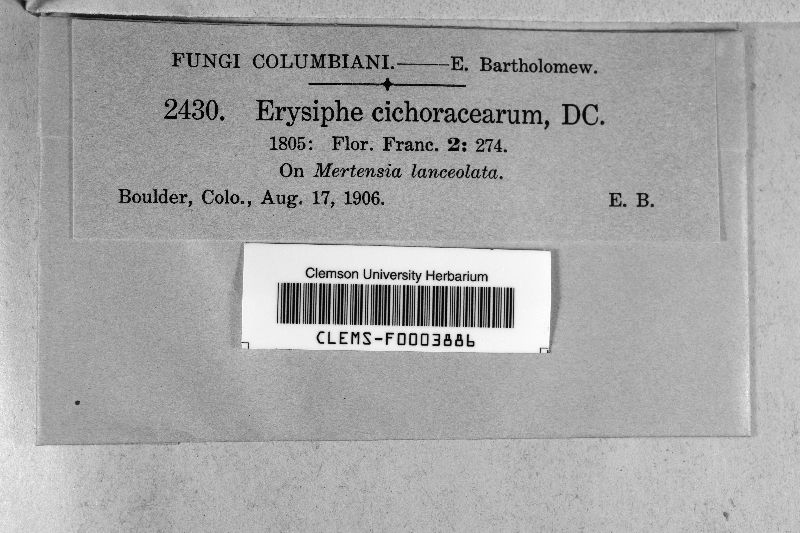 FUNGI COLUMBIANI.——E. Bartholomew.
2430. Erysiphe cichoracearum, DC.
1805: Flor. Franc. 2: 274.
On Mertensia lanceolata.
Boulder, Colo., Aug. 17, 1906. E. B.
Clemson University Herbarium
CLEMS-F0003886